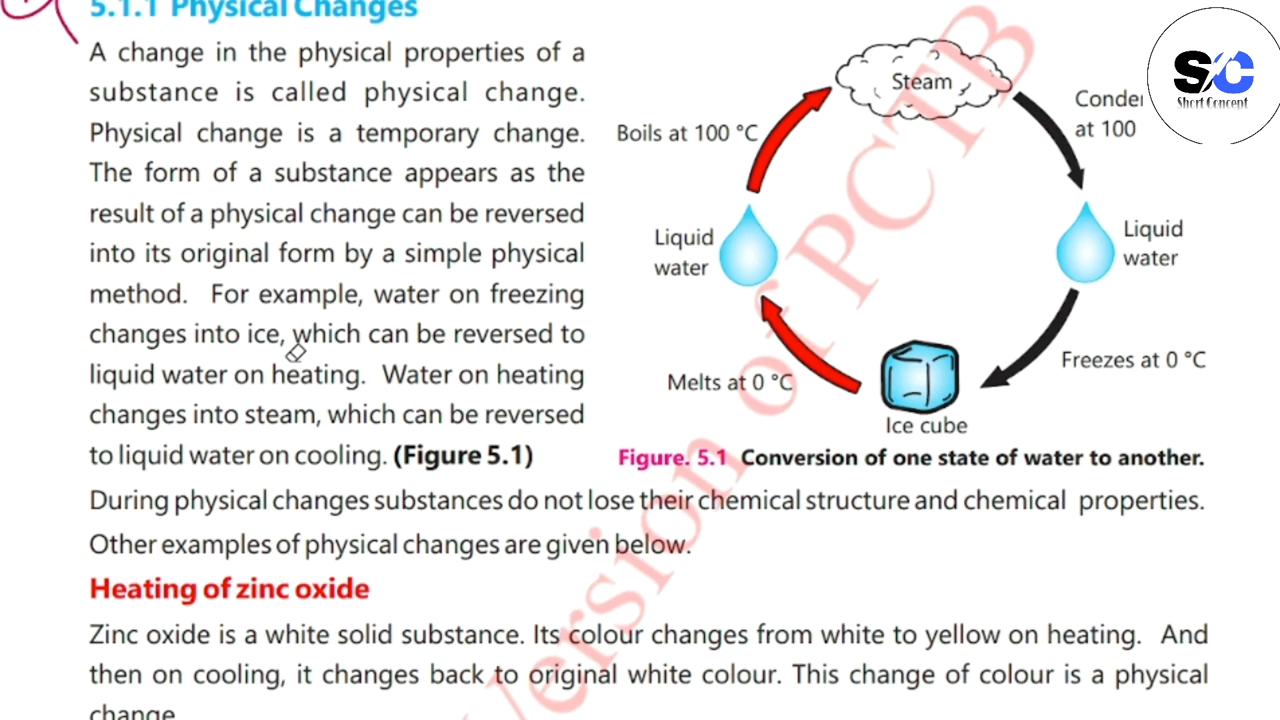 5.1.1 Physical Changes
A change in the physical properties of a
substance is called physical change.
Physical change is a temporary change.
The form of a substance appears as the
result of a physical change can be reversed
into its original form by a simple physical
method. For example, water on freezing
changes into ice, which can be reversed to
liquid water on heating. Water on heating
changes into steam, which can be reversed
to liquid water on cooling. (Figure 5.1)
Steam
Boils at 100 °C
at 100
Liquid
water
Liquid
water
Melts at 0 °C
Freezes at 0 °C
Ice cube
Figure. 5.1 Conversion of one state of water to another.
During physical changes substances do not lose their chemical structure and chemical properties.
Other examples of physical changes are given below.
Heating of zinc oxide
Zinc oxide is a white solid substance. Its colour changes from white to yellow on heating. And
then on cooling, it changes back to original white colour. This change of colour is a physical
change
S/C
Short Concept
Version of PCTB